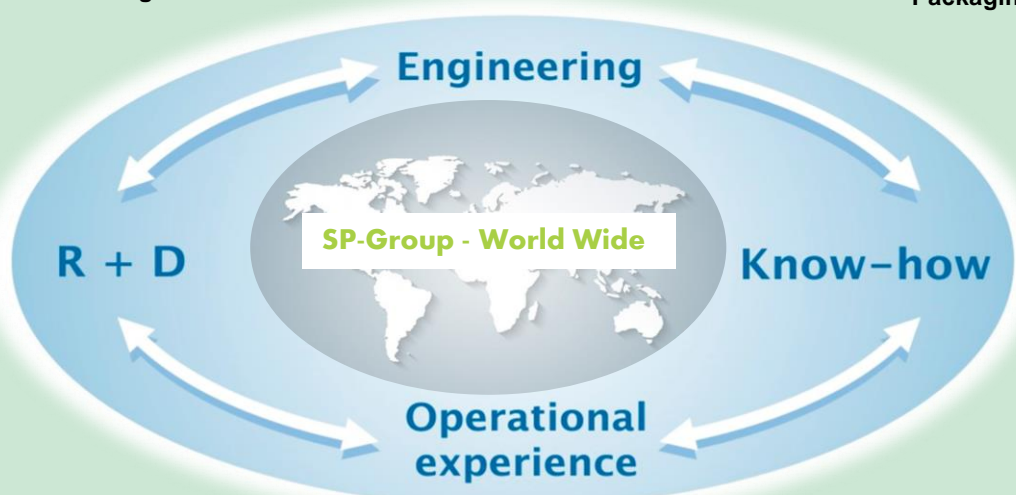 Engineering
SP-Group - World Wide
R + D
Know-how
Operational
experience